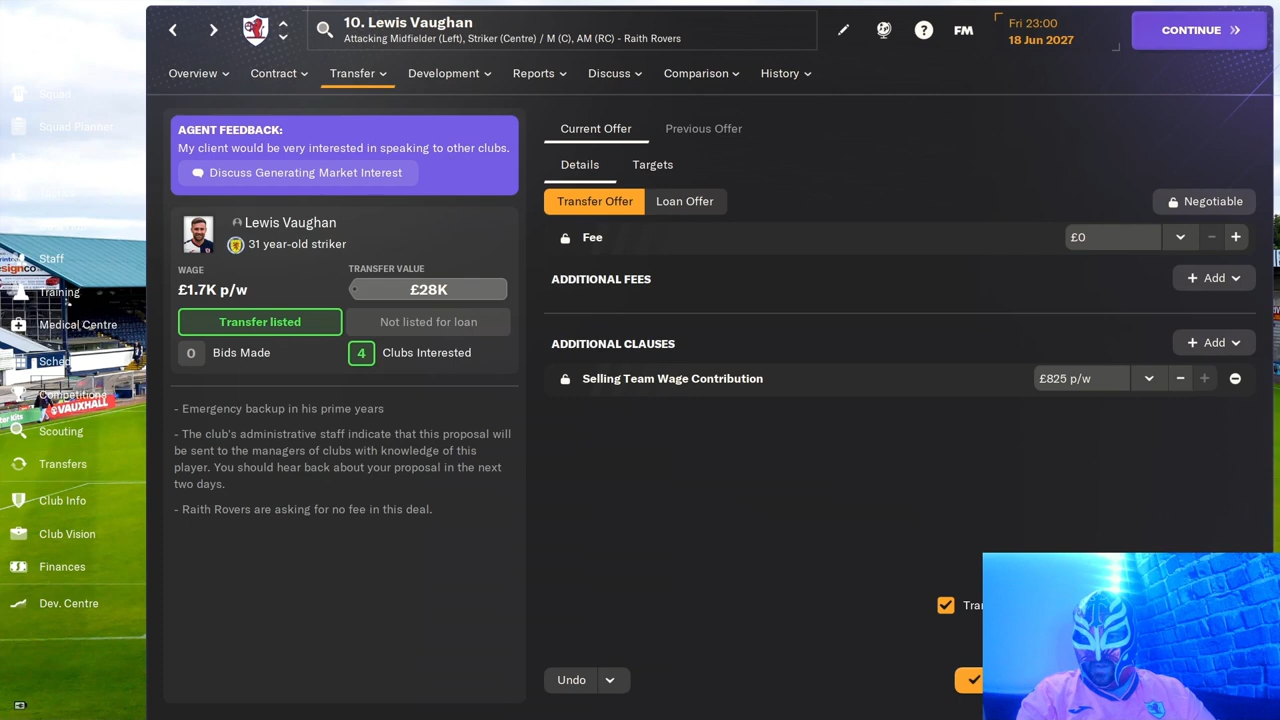 10. Lewis Vaughan
Attacking Midfielder (Left), Striker (Centre) / M (C), AM (RC) - Raith Rovers
FM
Fri 23:00
18 Jun 2027
CONTINUE
Overview
Contract
Transfer
Development
Reports
Discuss
Comparison
History
Squad
Squad Planner
Staff
Training
Medical Centre
Sched
Competitions
VAUXHALL
Scouting
Transfers
Club Info
Club Vision
Finances
Dev. Centre
AGENT FEEDBACK:
My client would be very interested in speaking to other clubs.
Discuss Generating Market Interest
Lewis Vaughan
31 year-old striker
WAGE
£1.7K p/w
TRANSFER VALUE
£28K
Transfer listed
Not listed for loan
0 Bids Made
4 Clubs Interested
- Emergency backup in his prime years
- The club's administrative staff indicate that this proposal will
be sent to the managers of clubs with knowledge of this
player. You should hear back about your proposal in the next
two days.
- Raith Rovers are asking for no fee in this deal.
Current Offer
Previous Offer
Details
Targets
Transfer Offer
Loan Offer
Negotiable
Fee
£0
ADDITIONAL FEES
Add
ADDITIONAL CLAUSES
Add
Selling Team Wage Contribution
£825 p/w
Tran
Undo